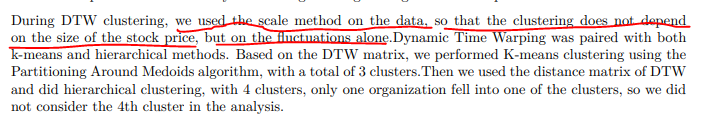 During DTW clustering, we used the scale method on the data, so that the clustering does not depend
on the size of the stock price, but on the fluctuations alone.Dynamic Time Warping was paired with both
k-means and hierarchical methods. Based on the DTW matrix, we performed K-means clustering using the
Partitioning Around Medoids algorithm, with a total of 3 clusters.Then we used the distance matrix of DTW
and did hierarchical clustering, with 4 clusters, only one organization fell into one of the clusters, so we did
not consider the 4th cluster in the analysis.